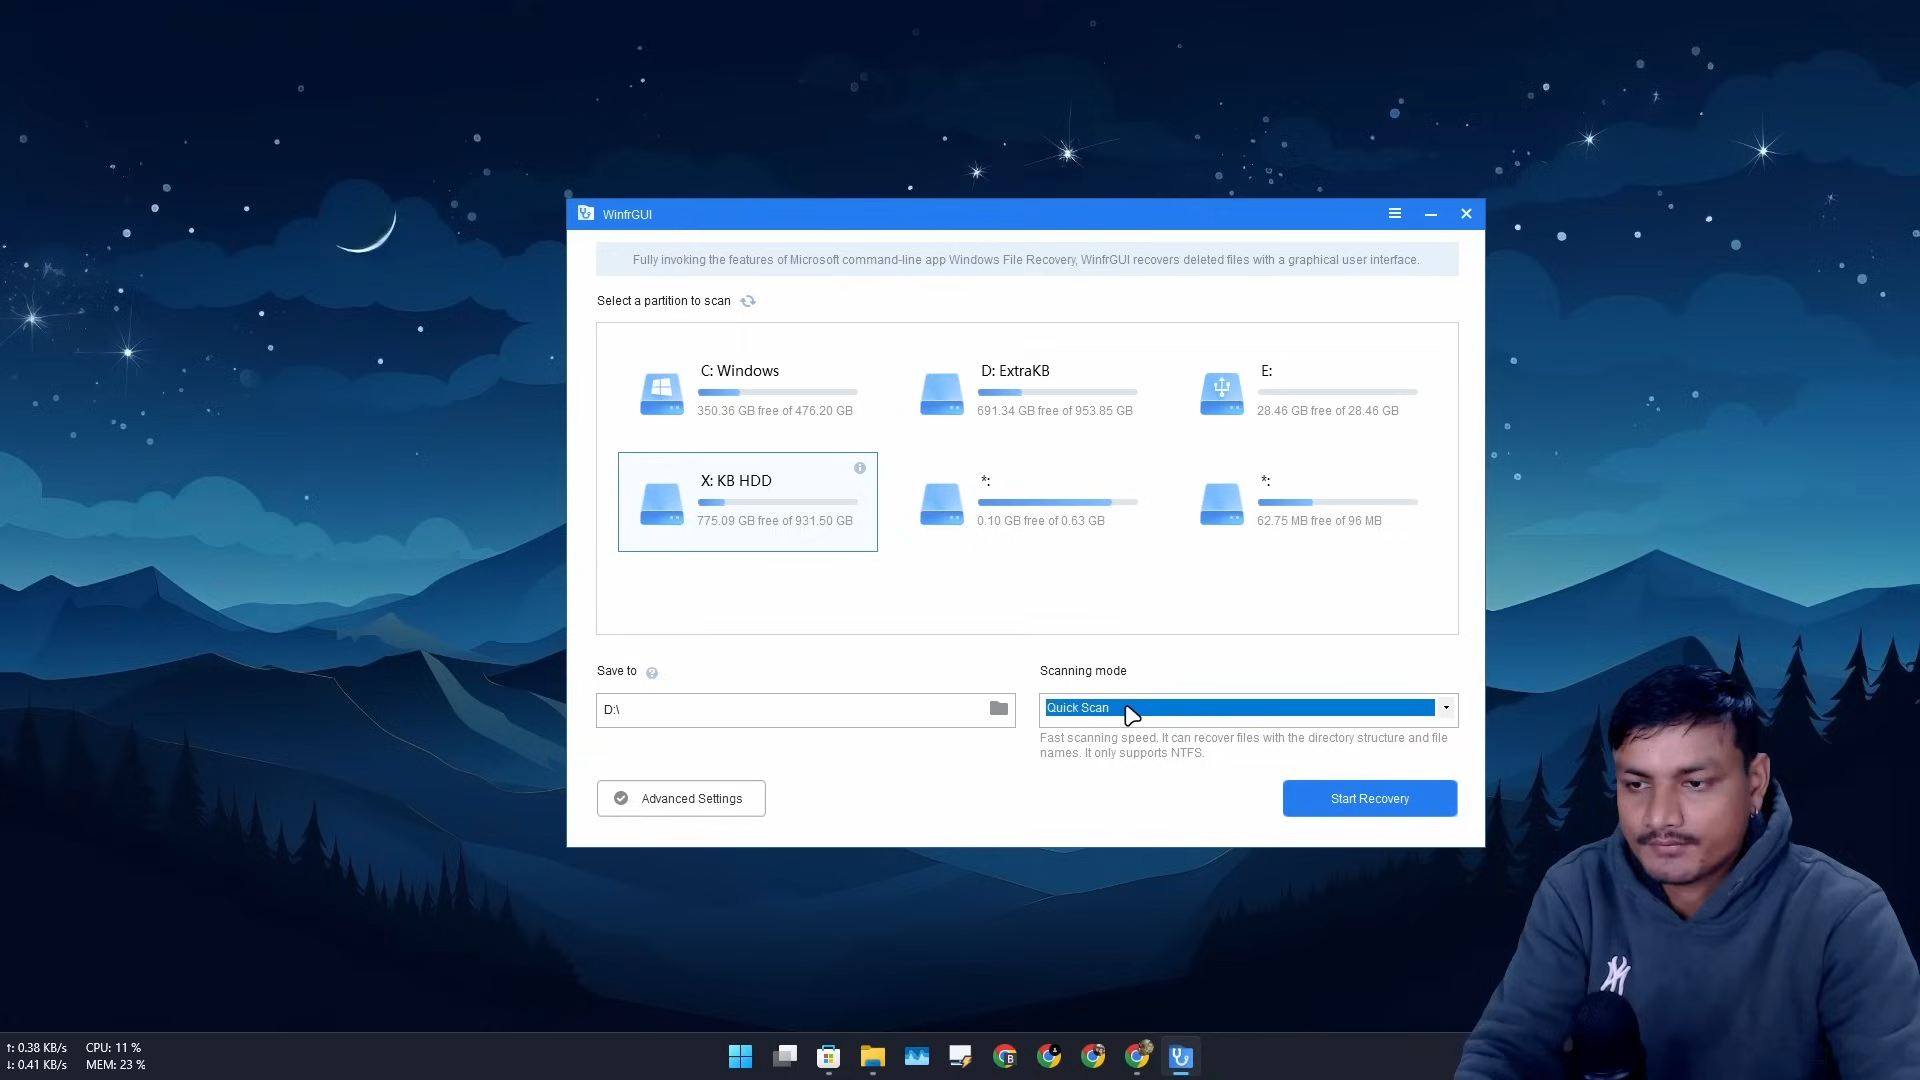 WinfrGUI
Fully invoking the features of Microsoft command-line app Windows File Recovery, WinfrGUI recovers deleted files with a graphical user interface.
Select a partition to scan
C: Windows
350.36 GB free of 476.20 GB
D: ExtraKB
691.34 GB free of 953.85 GB
E:
28.46 GB free of 28.46 GB
X: KB HDD
775.09 GB free of 931.50 GB
*:
0.10 GB free of 0.63 GB
*:
62.75 MB free of 96 MB
Save to
D:\
Scanning mode
Quick Scan
Fast scanning speed. It can recover files with the directory structure and file
names. It only supports NTFS.
Advanced Settings
Start Recovery
↑: 0.38 KB/s CPU: 11 %
↓: 0.41 KB/s MEM: 23 %